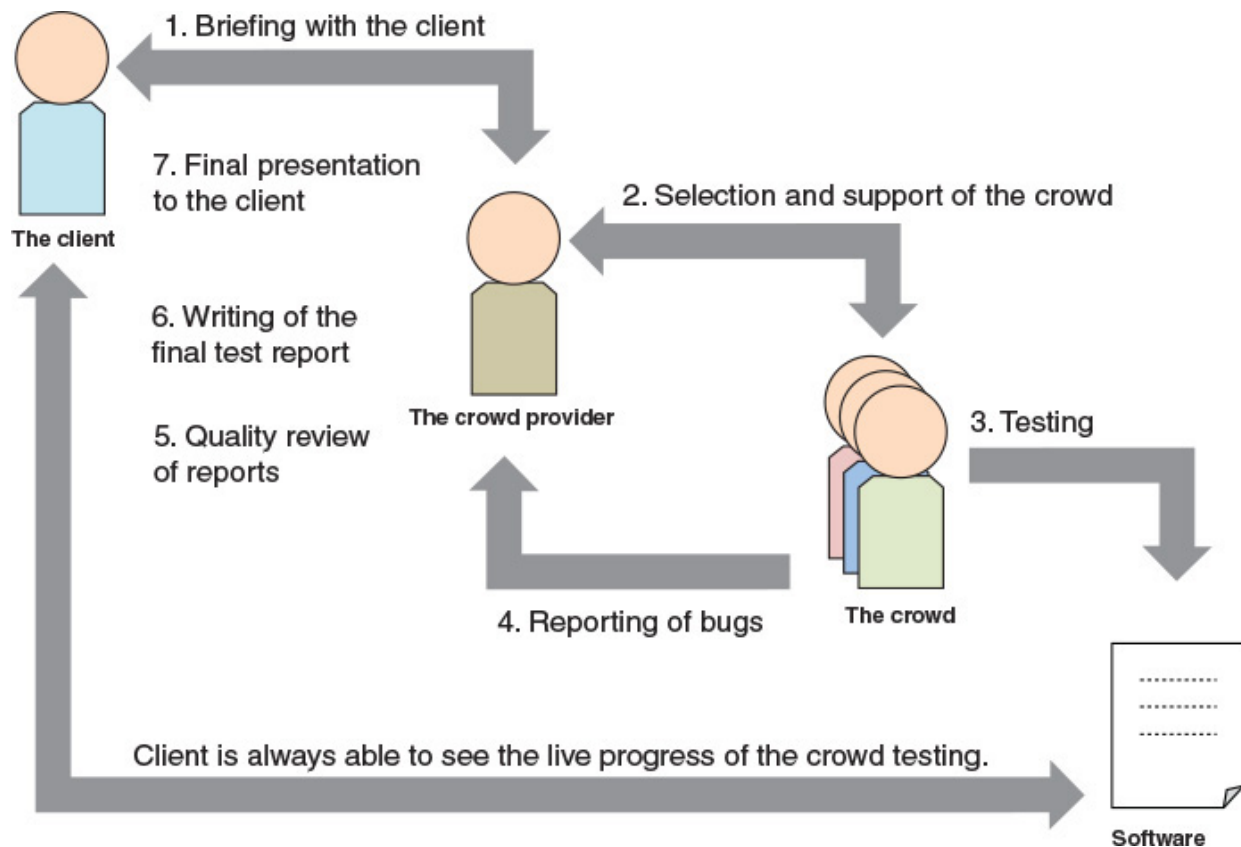 1. Briefing with the client
7. Final presentation
to the client
The client
2. Selection and support of the crowd
6. Writing of the
final test report
The crowd provider
5. Quality review
of reports
3. Testing
4. Reporting of bugs
The crowd
Client is always able to see the live progress of the crowd testing.
Software